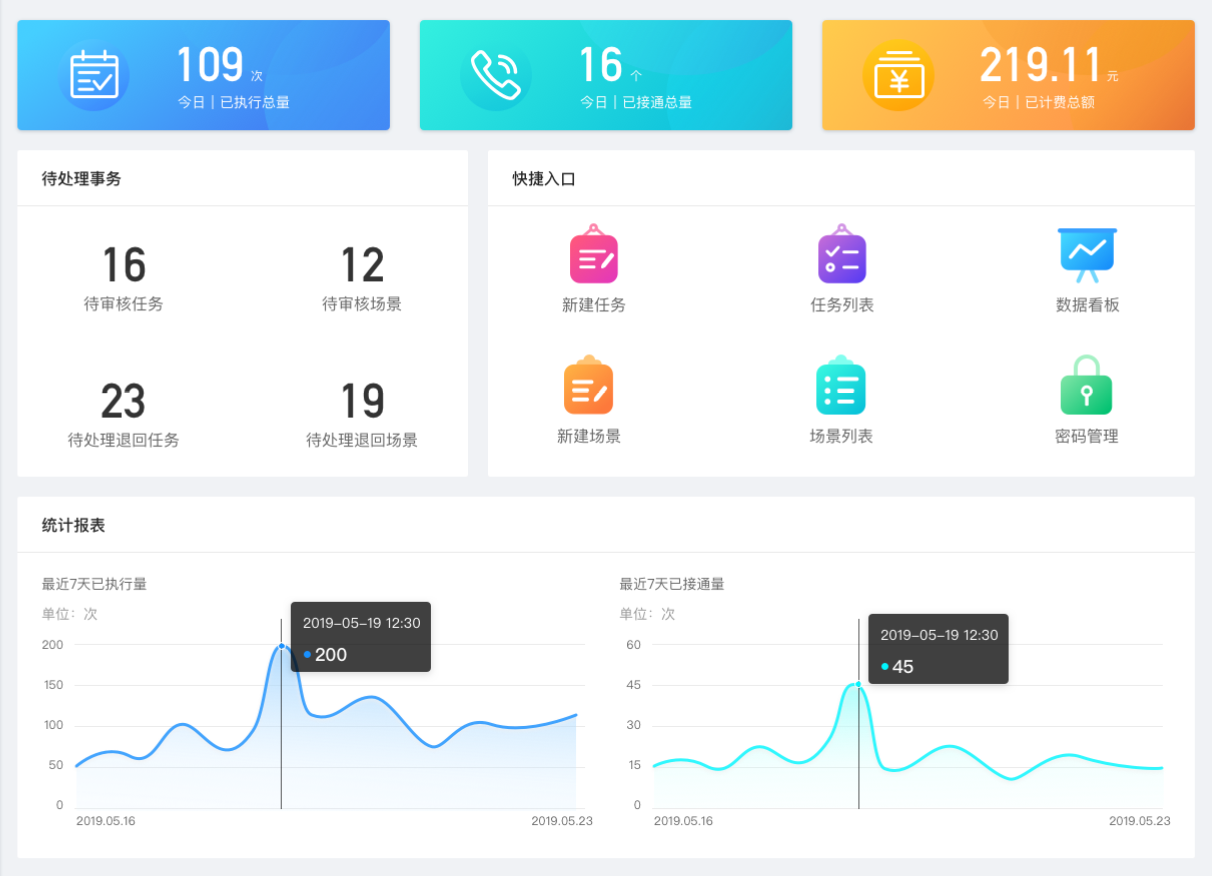 109 次
今日丨已执行总量
16 个
今日丨已接通总量
219.11 元
今日丨已计费总额
待处理事务
16
待审核任务
12
待审核场景
23
待处理退回任务
19
待处理退回场景
快捷入口
新建任务
任务列表
数据看板
新建场景
场景列表
密码管理
统计报表
最近7天已执行量
单位：次
2019-05-19 12:30
200
200
150
100
50
0
2019.05.16
2019.05.23
最近7天已接通量
单位：次
2019-05-19 12:30
45
60
45
30
15
0
2019.05.16
2019.05.23